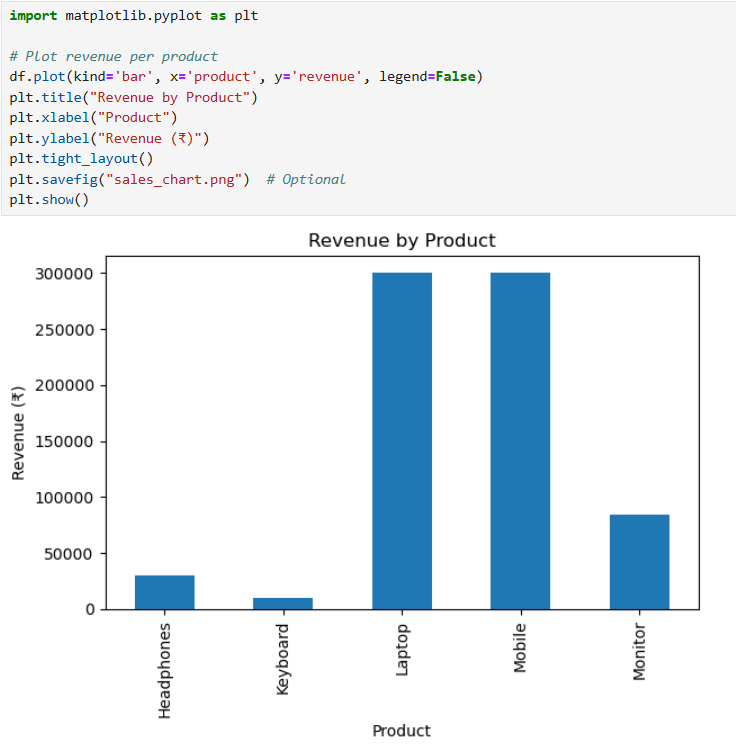 import matplotlib.pyplot as plt
# Plot revenue per product
df.plot(kind='bar', x='product', y='revenue', legend=False)
plt.title("Revenue by Product")
plt.xlabel("Product")
plt.ylabel("Revenue (₹)")
plt.tight_layout()
plt.savefig("sales_chart.png")  # Optional
plt.show()
Revenue by Product
Revenue (₹)
300000
250000
200000
150000
100000
50000
0
Headphones
Keyboard
Laptop
Mobile
Monitor
Product